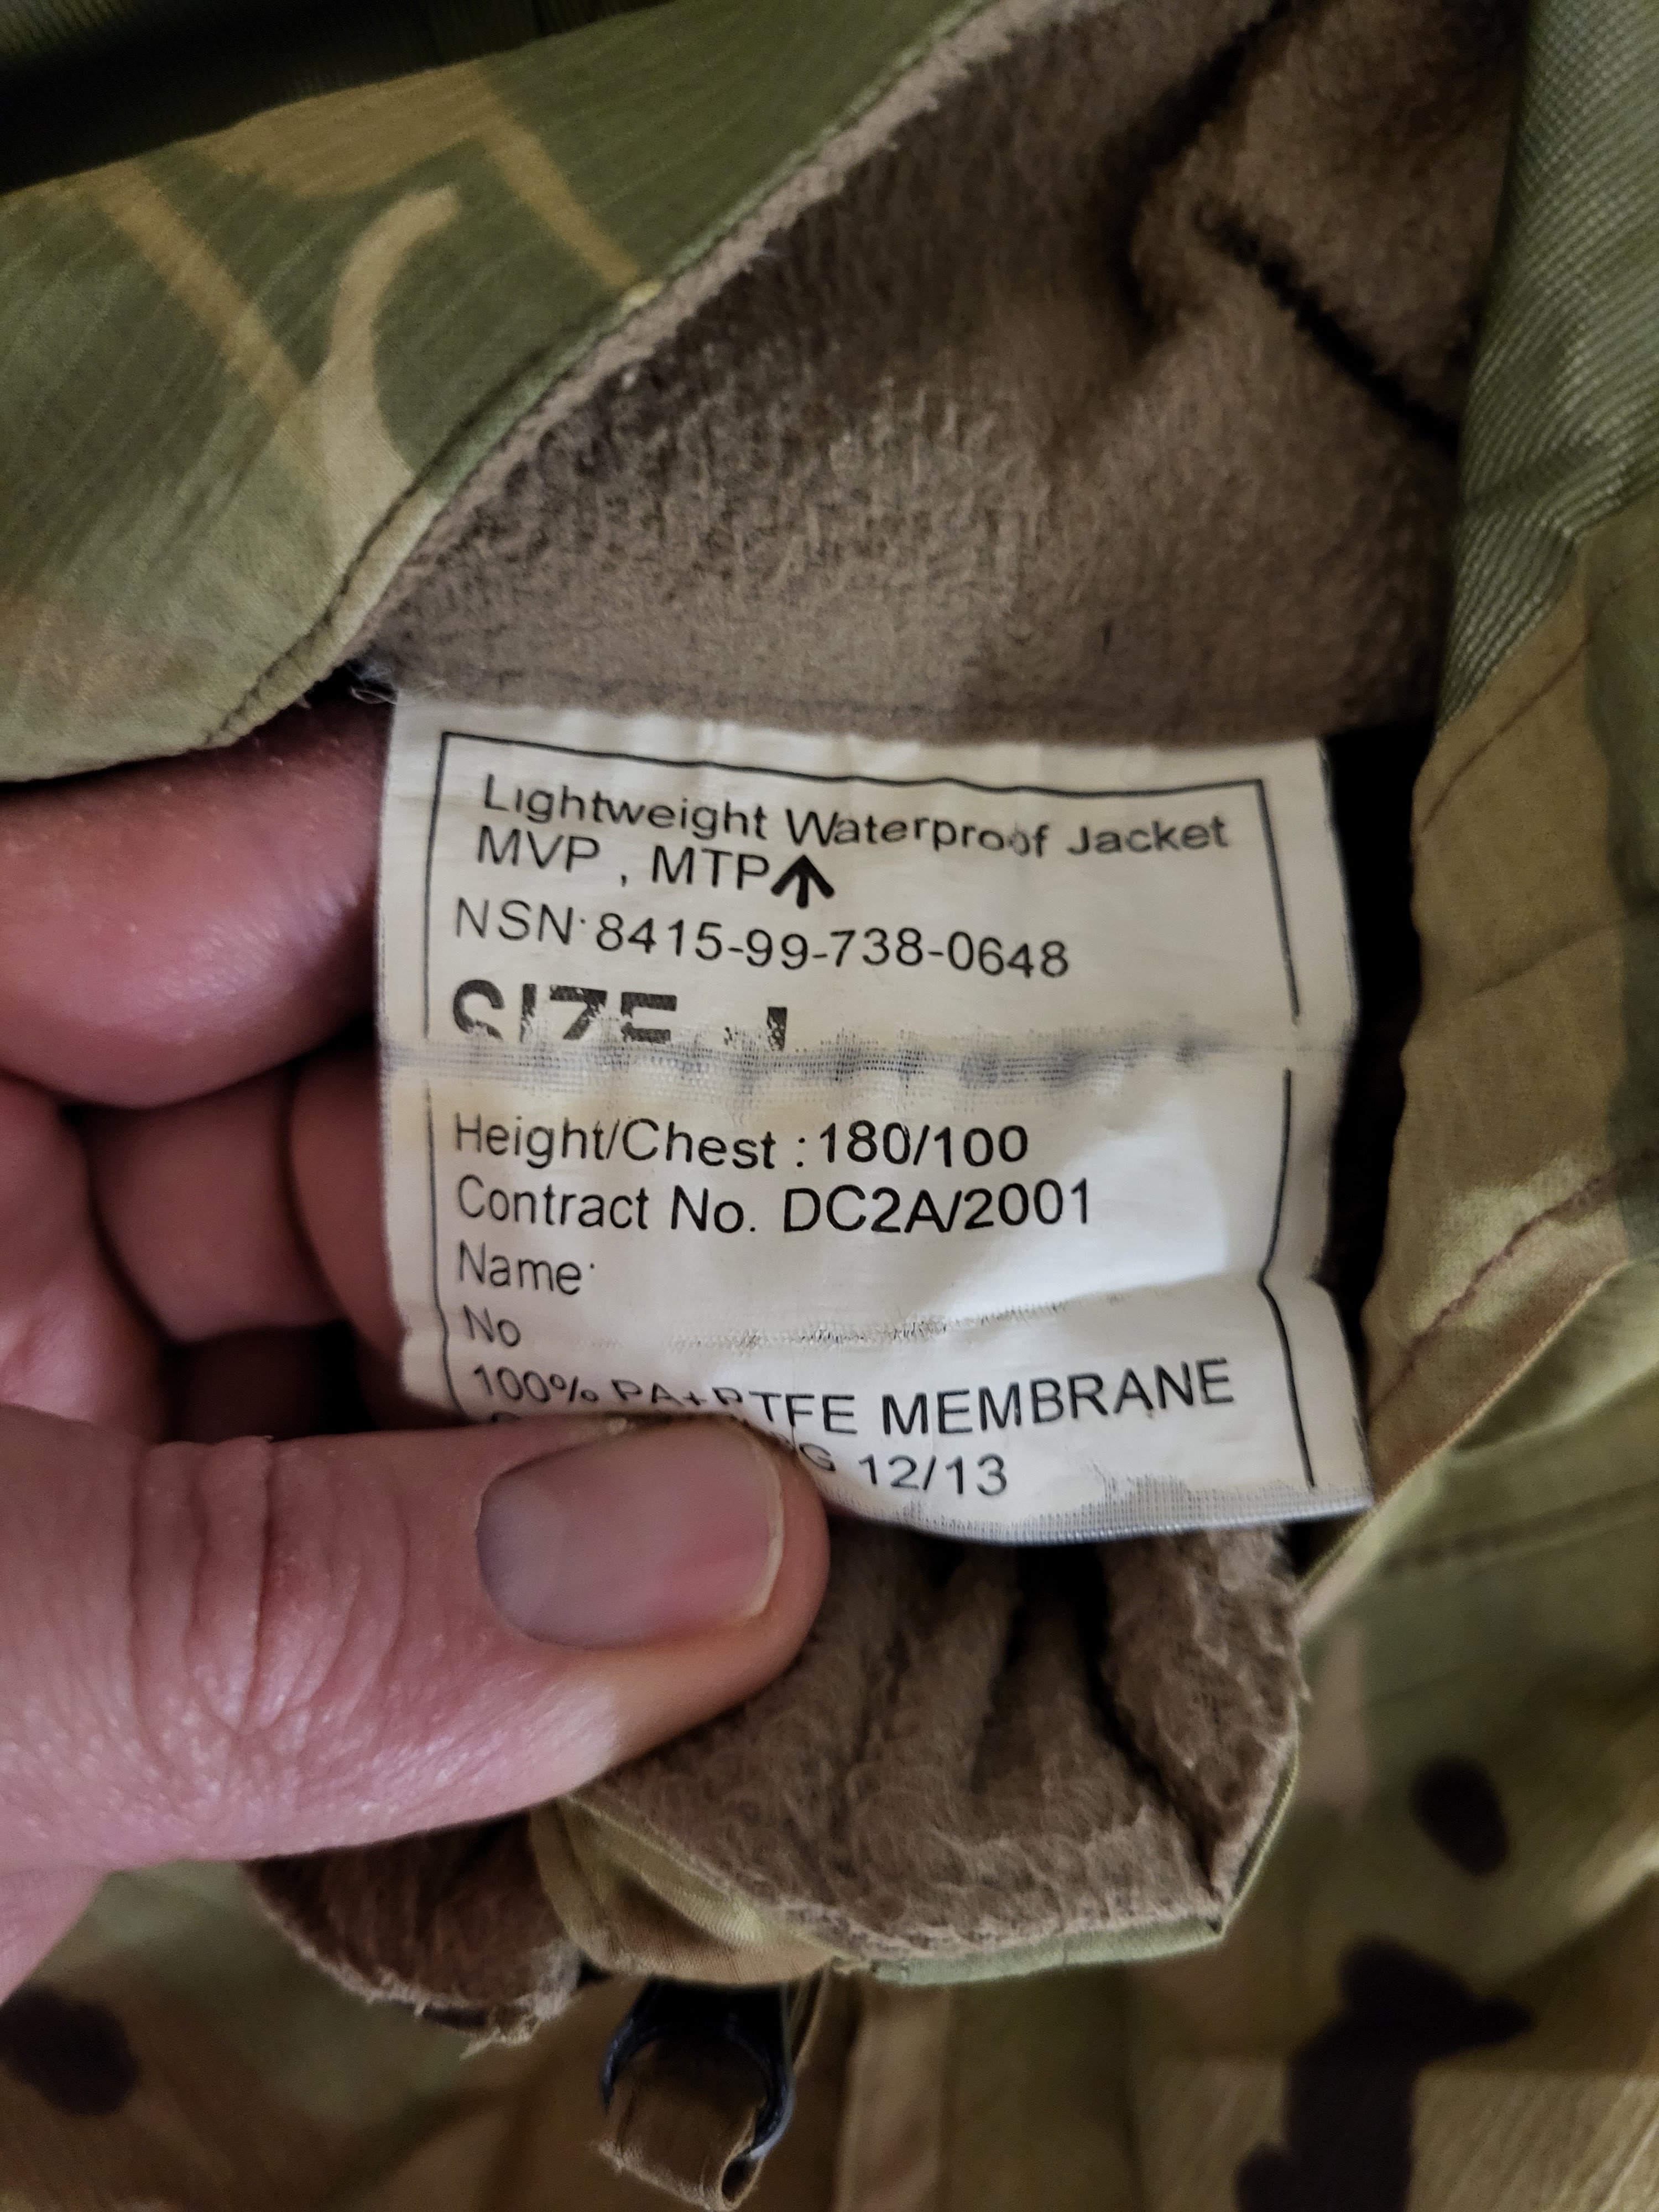 Lightweight Waterproof Jacket
MVP , MTP
NSN: 8415-99-738-0648
SIZE
Height/Chest : 180/100
Contract No. DC2A/2001
Name:
No
100% PA+PTFE MEMBRANE
12/13